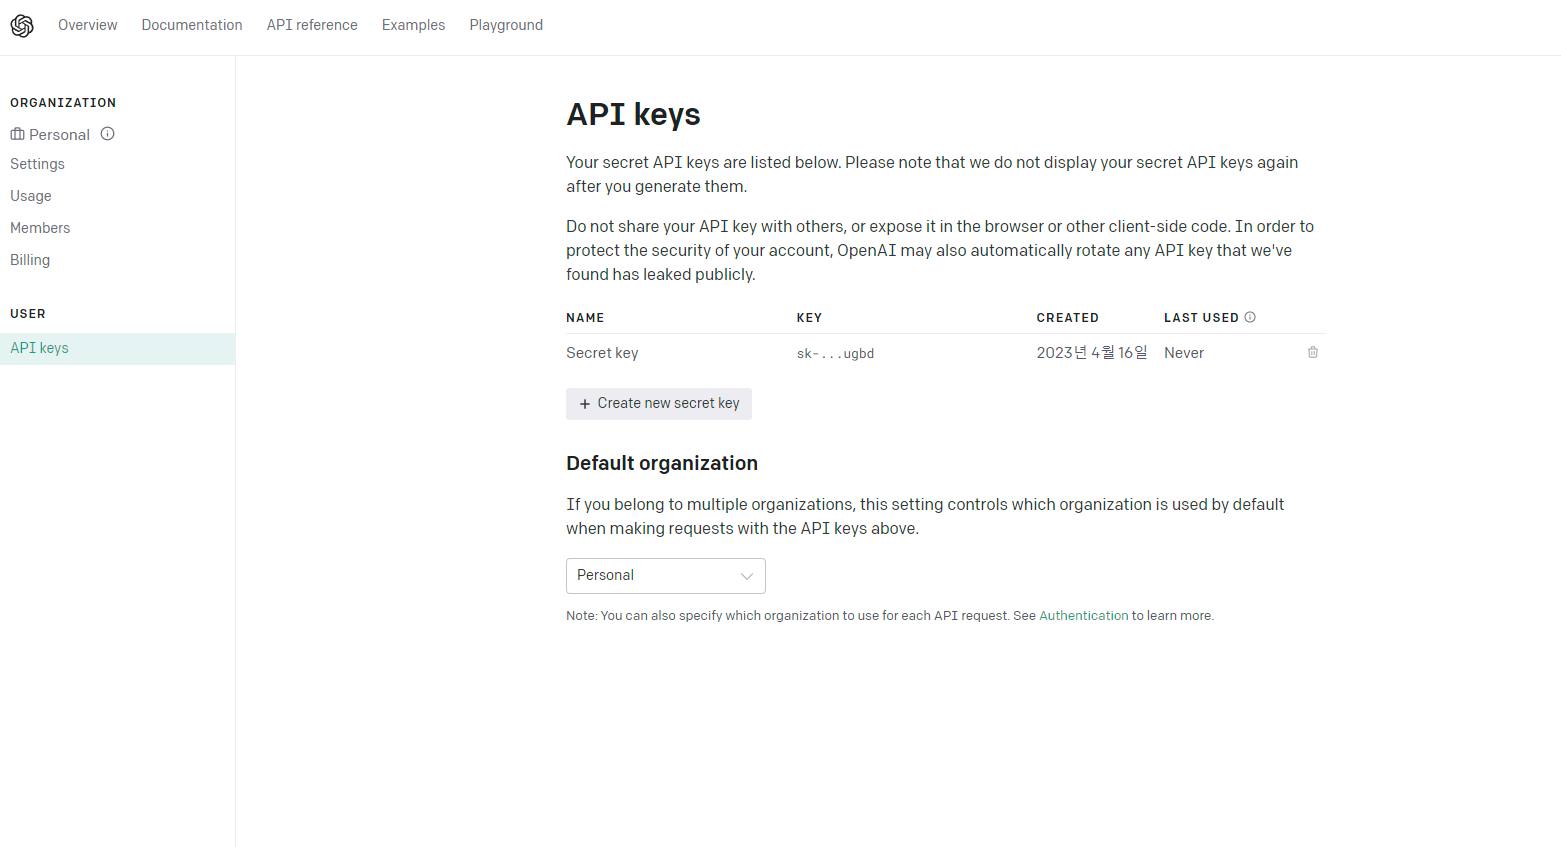 Overview Documentation API reference Examples Playground
ORGANIZATION
Personal
Settings
Usage
Members
Billing
USER
API keys
API keys
Your secret API keys are listed below. Please note that we do not display your secret API keys again
after you generate them.
Do not share your API key with others, or expose it in the browser or other client-side code. In order to
protect the security of your account, OpenAI may also automatically rotate any API key that we've
found has leaked publicly.
NAME KEY CREATED LAST USED
Secret key sk-...ugbd 2023년 4월 16일 Never
+ Create new secret key
Default organization
If you belong to multiple organizations, this setting controls which organization is used by default
when making requests with the API keys above.
Personal
Note: You can also specify which organization to use for each API request. See Authentication to learn more.